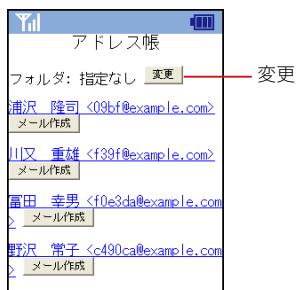 アドレス帳
フォルダ: 指定なし 変更
変更
浦沢 隆司 <09bf@example.com>
メール作成
川又 重雄 <f39f@example.com>
メール作成
冨田 幸男 <f0e3da@example.com
> メール作成
野沢 常子 <c490ca@example.com
> メール作成